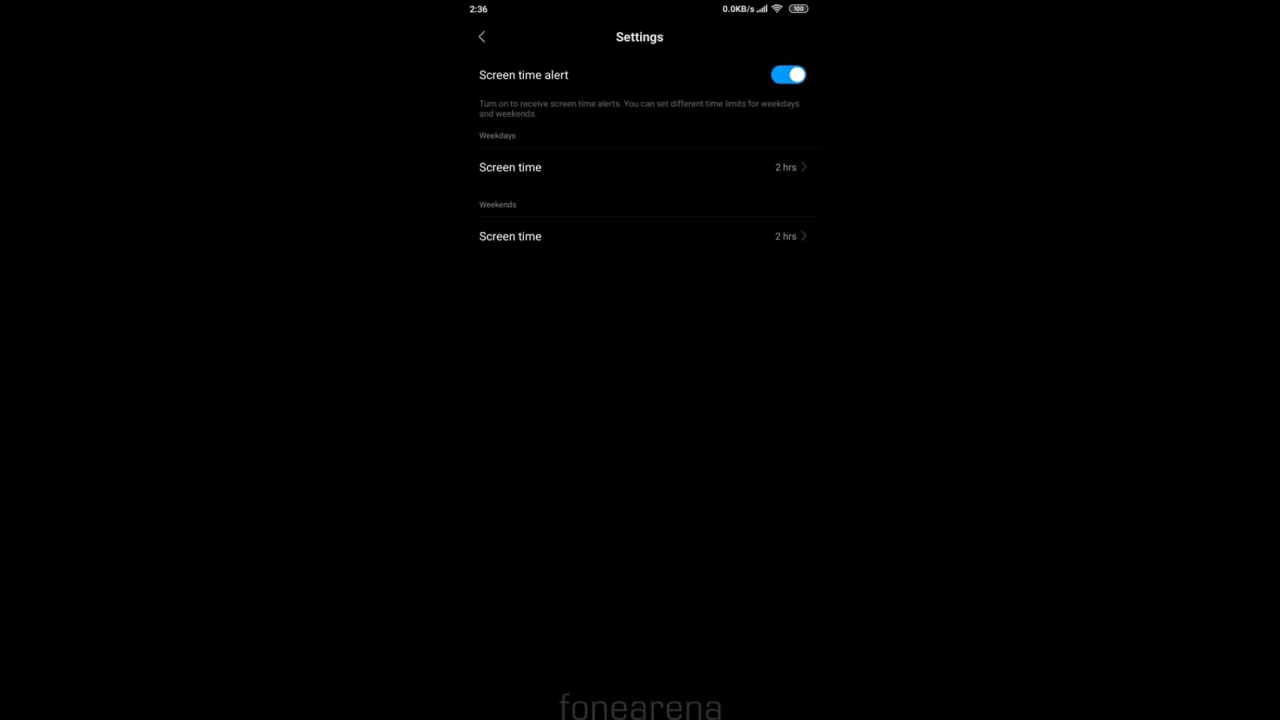 2:36 0.0KB/s 100
Settings
Screen time alert
Turn on to receive screen time alerts. You can set different time limits for weekdays
and weekends.
Weekdays
Screen time 2 hrs
Weekends
Screen time 2 hrs
fonearena